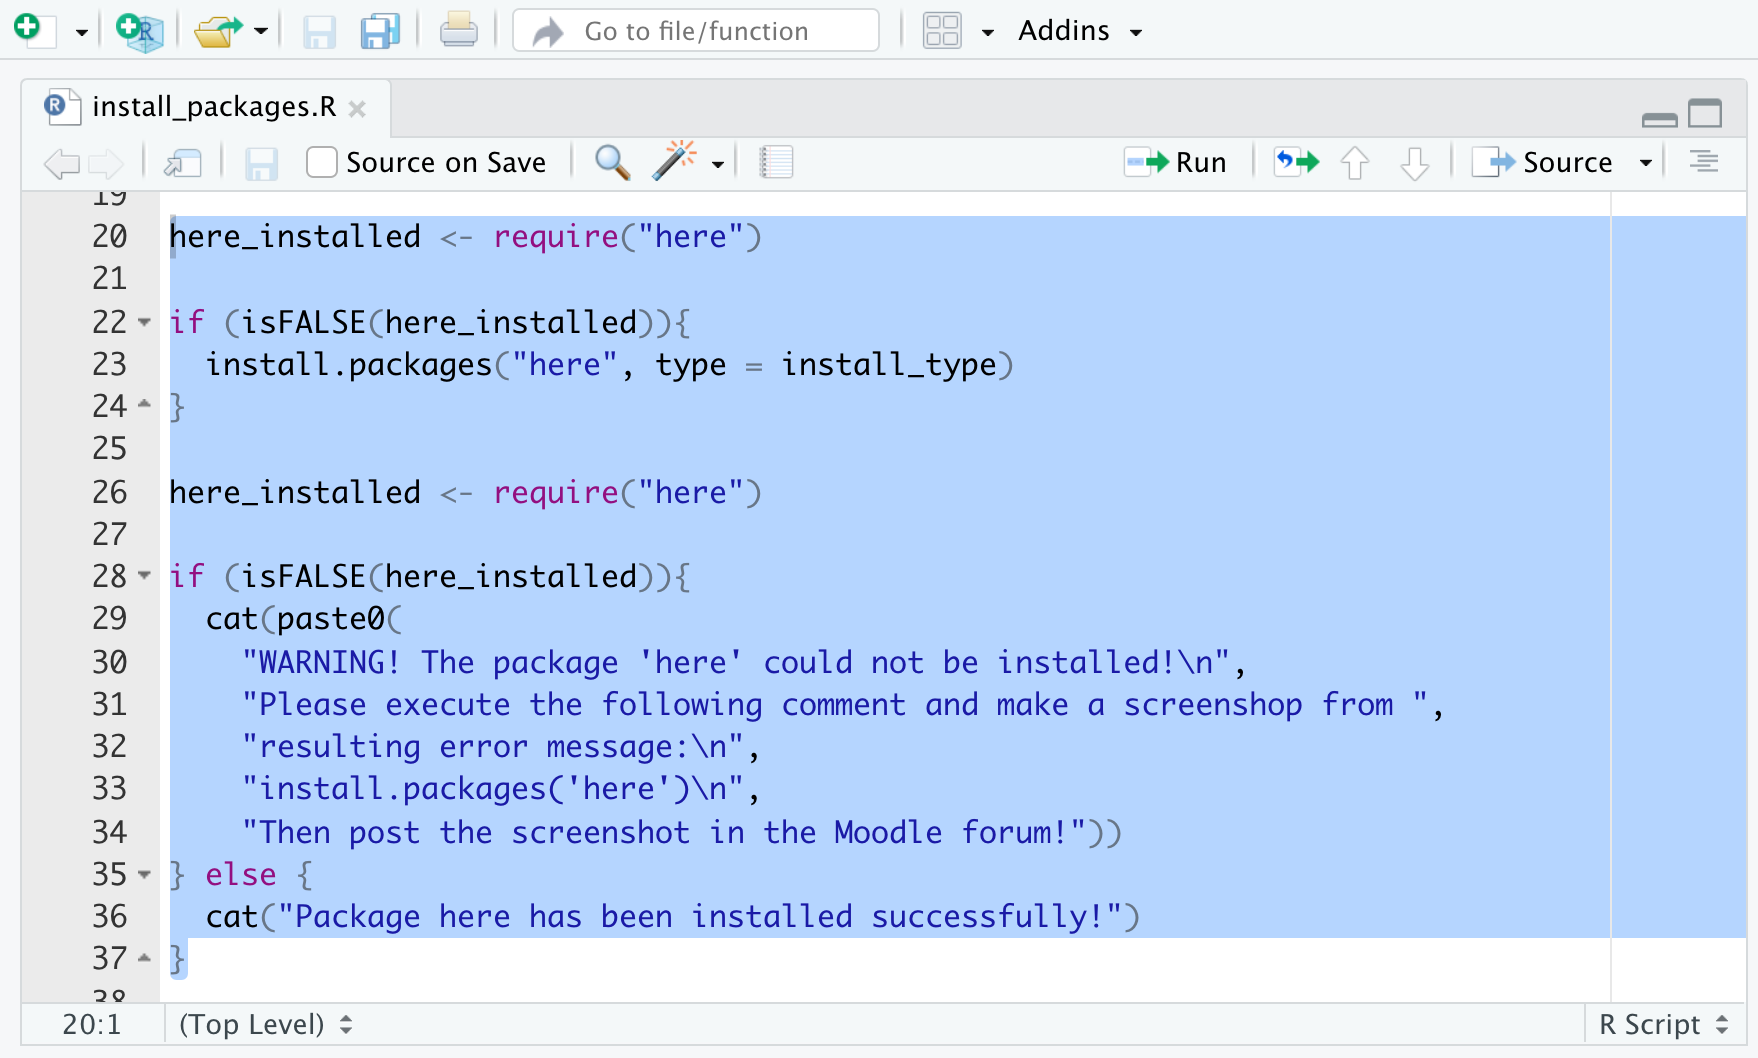 Go to file/function Addins
install_packages.R
Source on Save Run Source
19
20 here_installed <- require("here")
21
22 if (isFALSE(here_installed)){
23   install.packages("here", type = install_type)
24 }
25
26 here_installed <- require("here")
27
28 if (isFALSE(here_installed)){
29   cat(paste0(
30     "WARNING! The package 'here' could not be installed!\n",
31     "Please execute the following comment and make a screenshop from ",
32     "resulting error message:\n",
33     "install.packages('here')\n",
34     "Then post the screenshot in the Moodle forum!"))
35 } else {
36   cat("Package here has been installed successfully!")
37 }
38
20:1 (Top Level) R Script